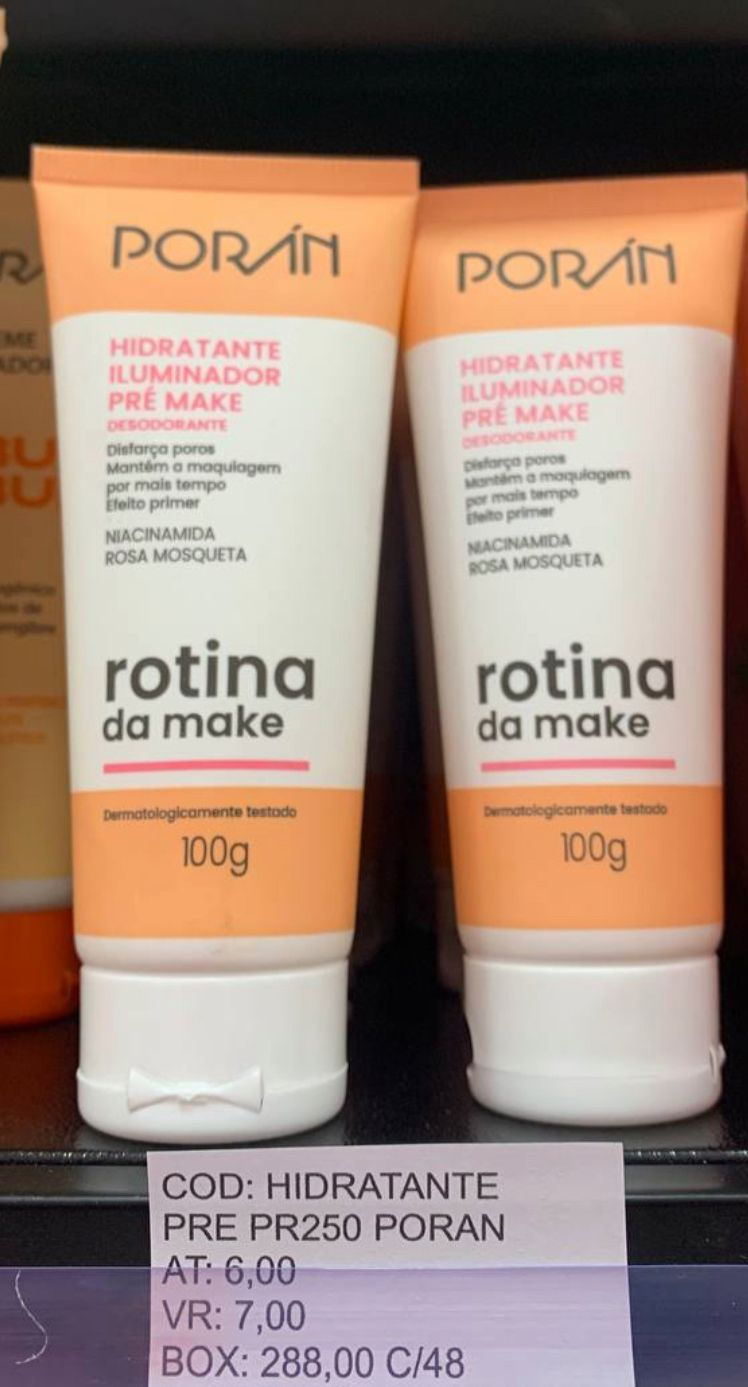 PORÁN
HIDRATANTE
ILUMINADOR
PRÉ MAKE
DESODORANTE
Disfarça poros
Mantém a maquiagem
por mais tempo
Efeito primer
NIACINAMIDA
ROSA MOSQUETA
rotina
da make
Dermatologicamente testado
100g
PORÁN
HIDRATANTE
ILUMINADOR
PRÉ MAKE
DESODORANTE
Disfarça poros
Mantém a maquiagem
por mais tempo
Efeito primer
NIACINAMIDA
ROSA MOSQUETA
rotina
da make
Dermatologicamente testado
100g
COD: HIDRATANTE
PRE PR250 PORAN
AT: 6,00
VR: 7,00
BOX: 288,00 C/48